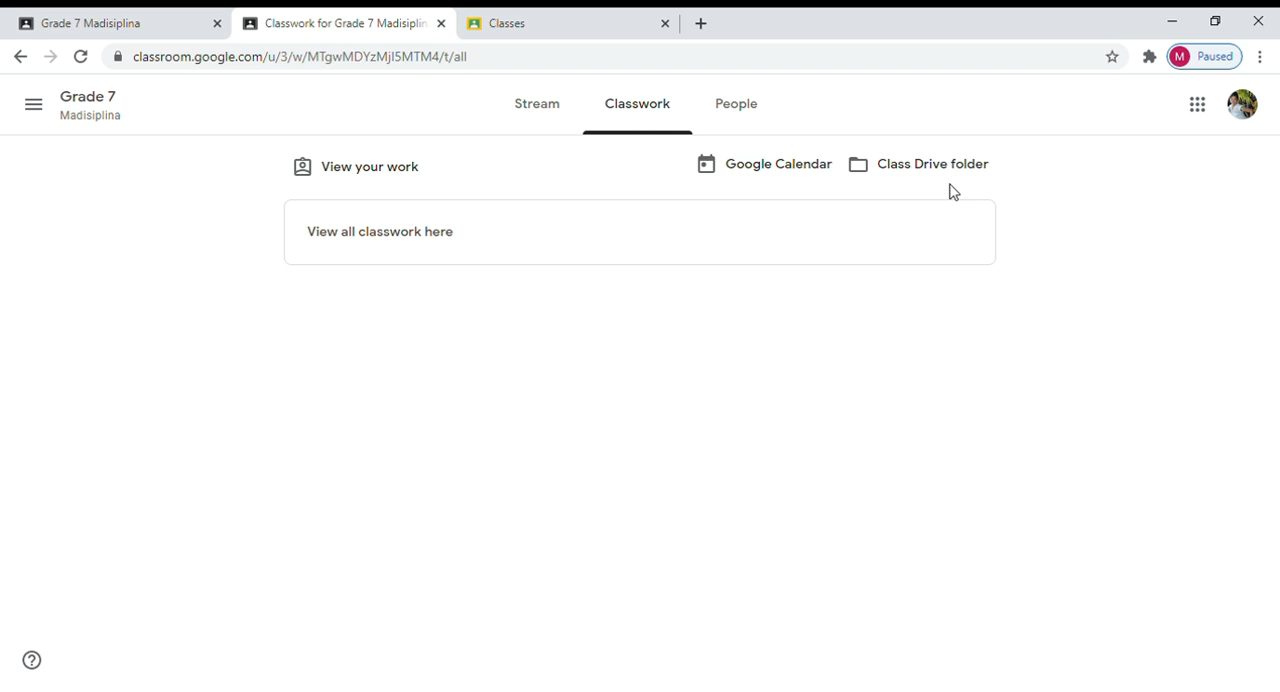 Grade 7 Madisiplina
Classwork for Grade 7 Madisiplin
Classes
classroom.google.com/u/3/w/MTgwMDYzMjI5MTM4/t/all
M Paused
Grade 7
Madisiplina
Stream
Classwork
People
View your work
Google Calendar
Class Drive folder
View all classwork here